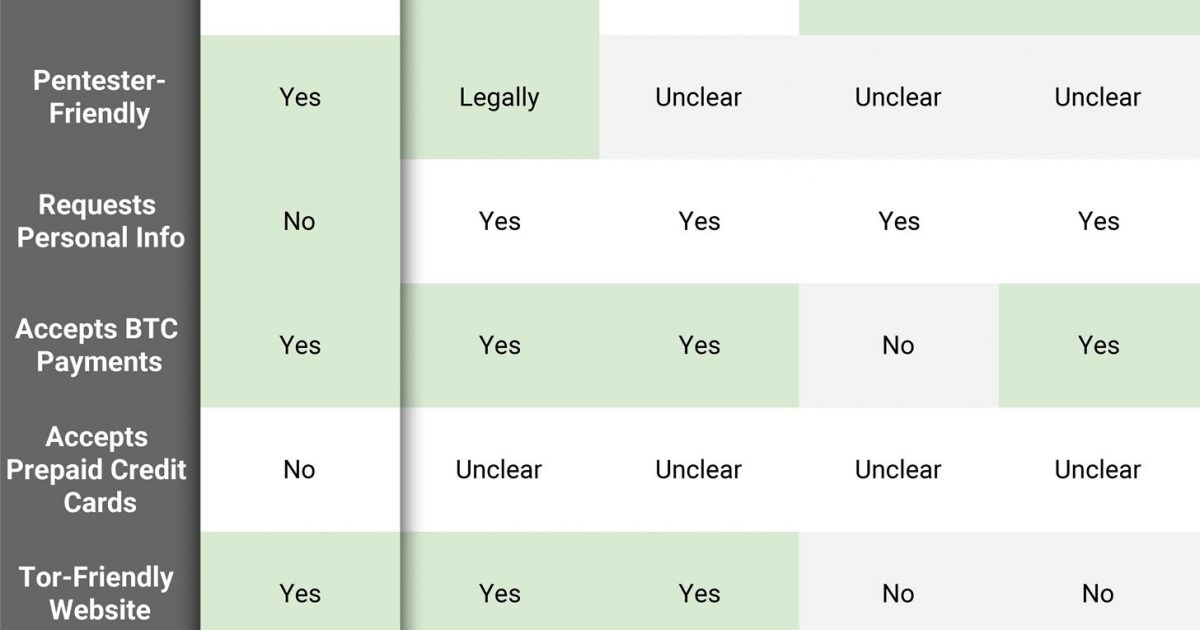 Pentester-
Friendly
Yes Legally Unclear Unclear Unclear
Requests
Personal Info
No Yes Yes Yes Yes
Accepts BTC
Payments
Yes Yes Yes No Yes
Accepts
Prepaid Credit
Cards
No Unclear Unclear Unclear Unclear
Tor-Friendly
Website
Yes Yes Yes No No